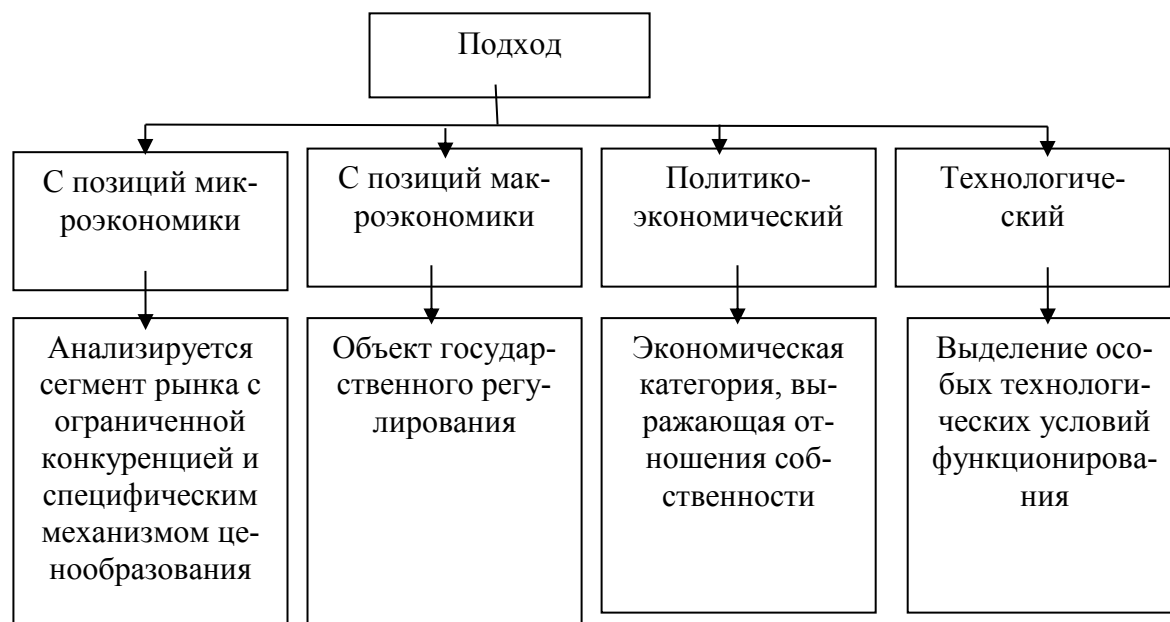 Подход
С позиций мик-
роэкономики
С позиций мак-
роэкономики
Политико-
экономический
Технологиче-
ский
Анализируется
сегмент рынка с
ограниченной
конкуренцией и
специфическим
механизмом це-
нообразования
Объект государ-
ственного регу-
лирования
Экономическая
категория, вы-
ражающая от-
ношения соб-
ственности
Выделение осо-
бых технологи-
ческих условий
функционирова-
ния